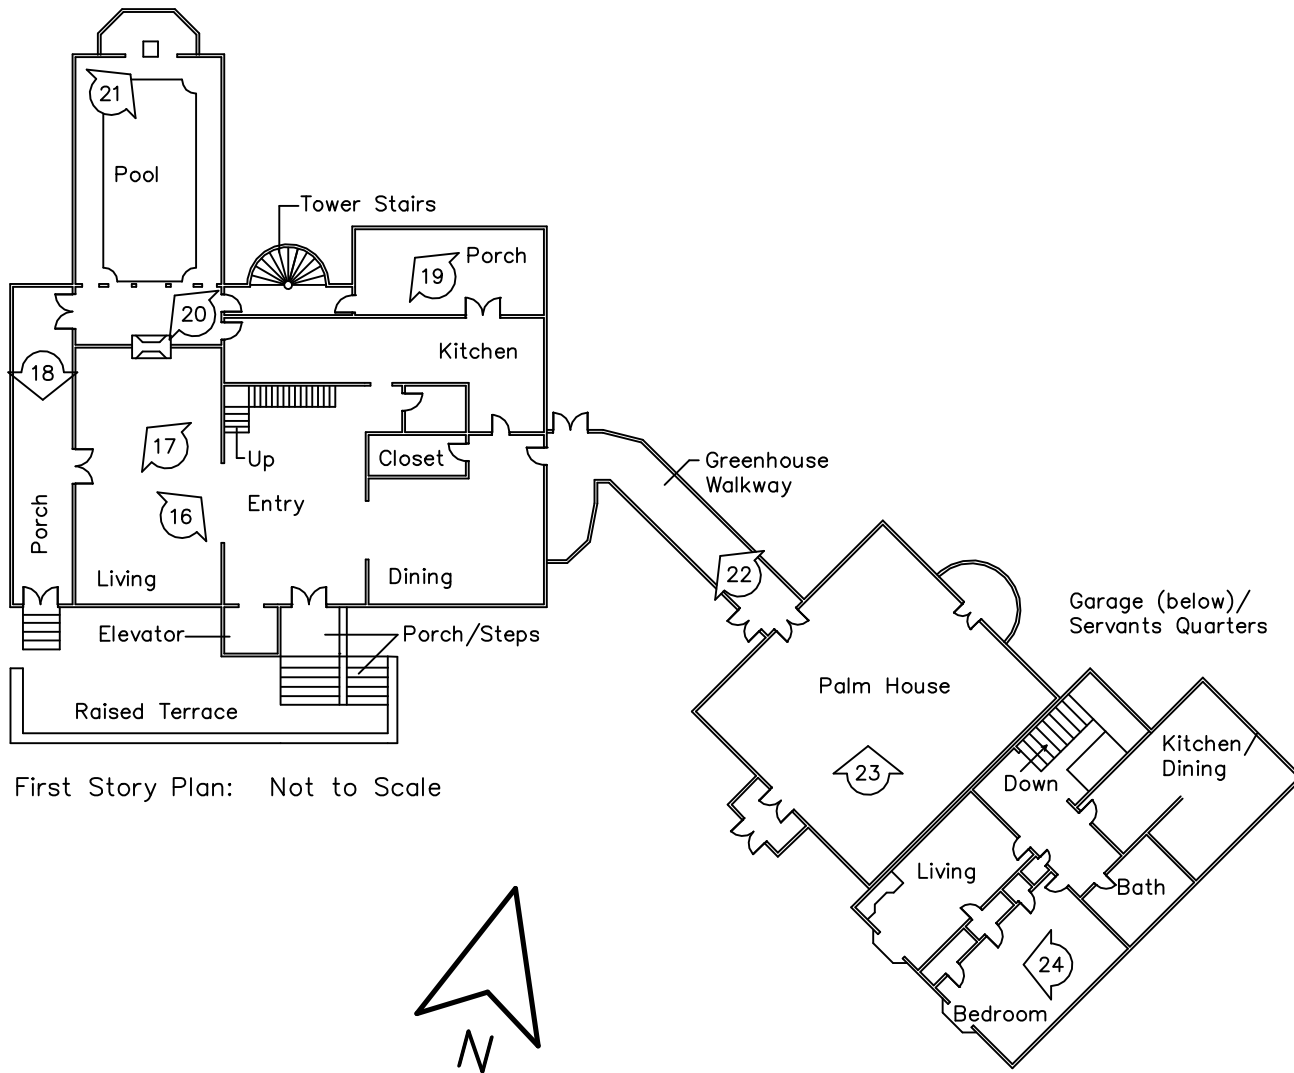 21
Pool
Tower Stairs
Porch
19
20
Kitchen
18
17
Up
Closet
Greenhouse
Walkway
Entry
16
Porch
Living
Dining
22
Garage (below)/
Servants Quarters
Elevator
Porch/Steps
Palm House
Raised Terrace
Kitchen/
Dining
23
Down
First Story Plan: Not to Scale
Living
Bath
24
Bedroom
N